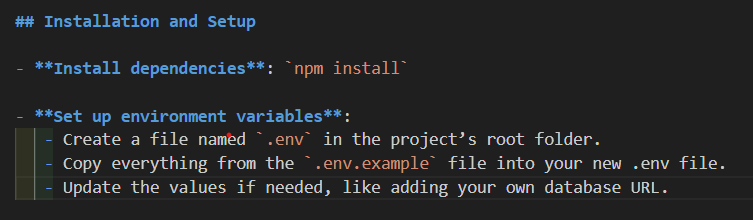 ## Installation and Setup
- **Install dependencies**: `npm install`
- **Set up environment variables**:
- Create a file named `.env` in the project’s root folder.
- Copy everything from the `.env.example` file into your new .env file.
- Update the values if needed, like adding your own database URL.